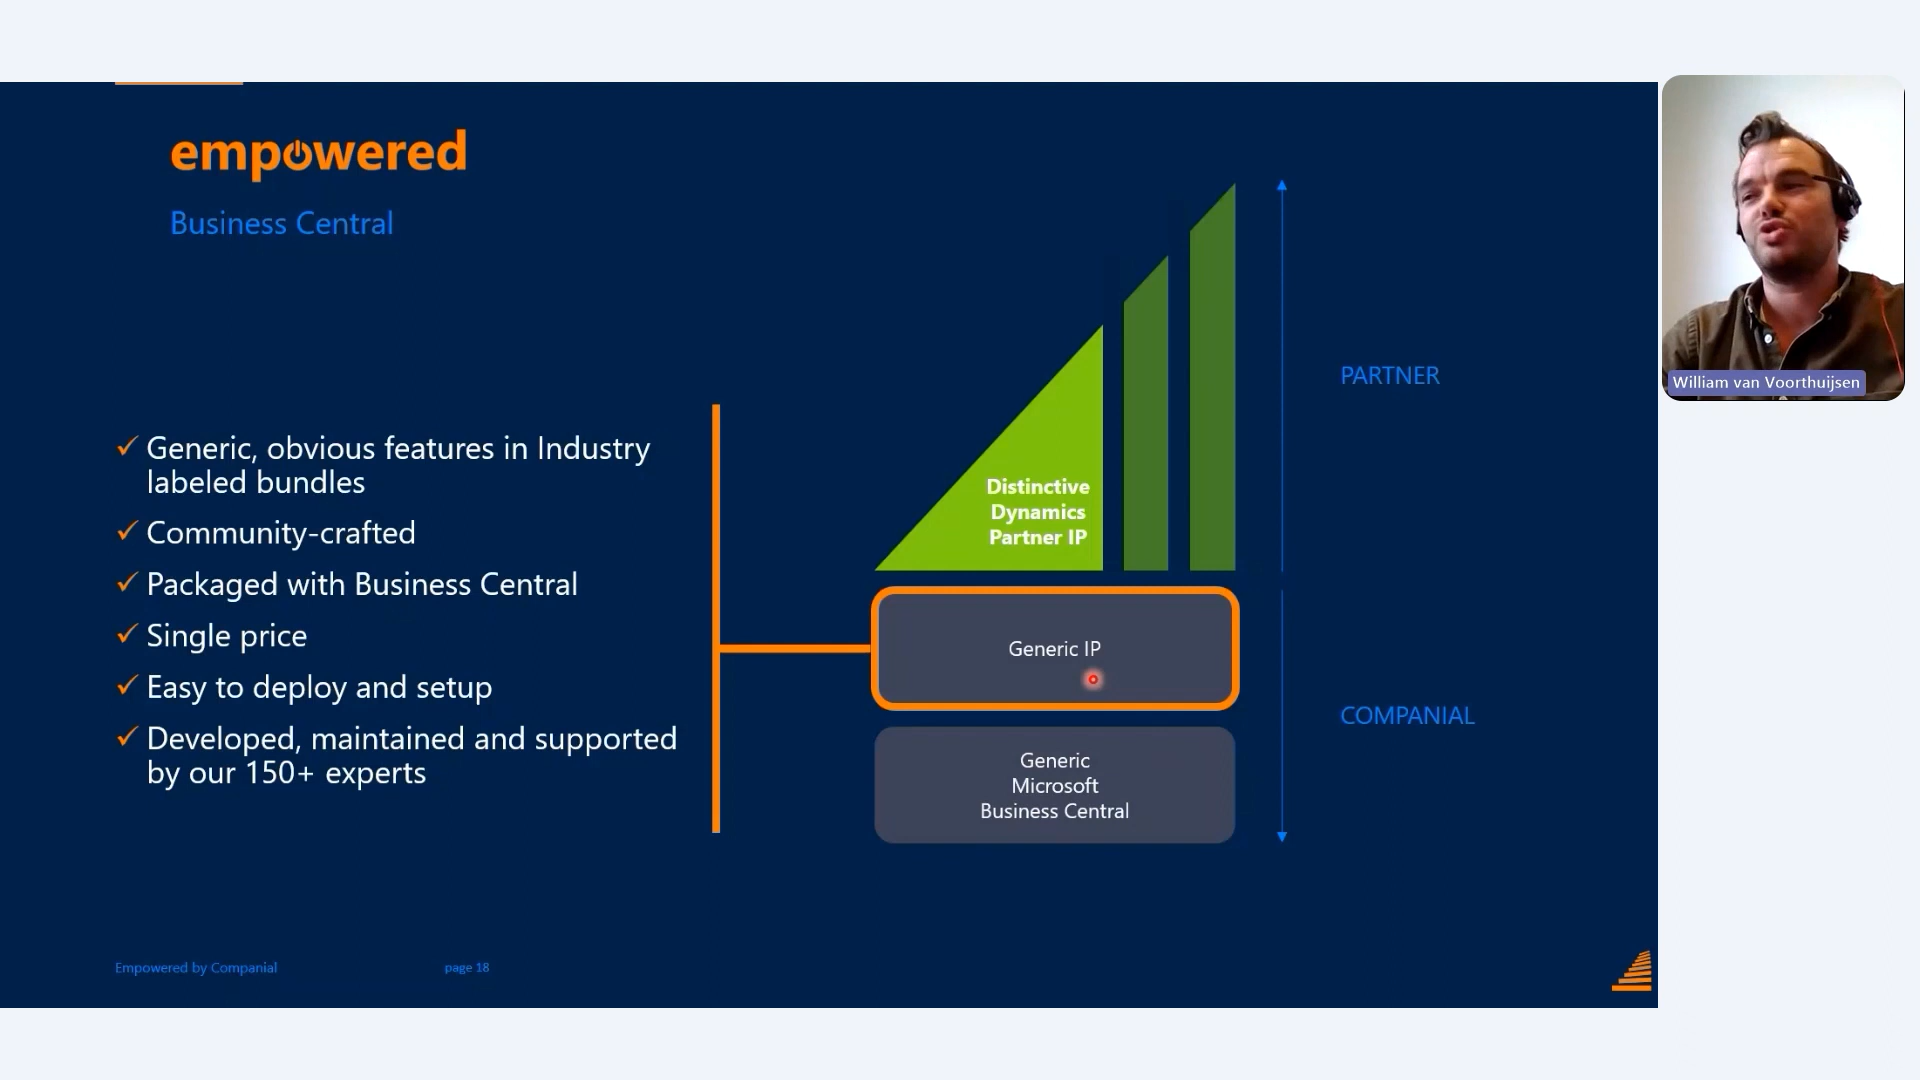 empowered
Business Central
Generic, obvious features in Industry
labeled bundles
Community-crafted
Packaged with Business Central
Single price
Easy to deploy and setup
Developed, maintained and supported
by our 150+ experts
Distinctive
Dynamics
Partner IP
Generic IP
Generic
Microsoft
Business Central
PARTNER
COMPANIAL
William van Voorthuijsen
Empowered by Companial
page 18